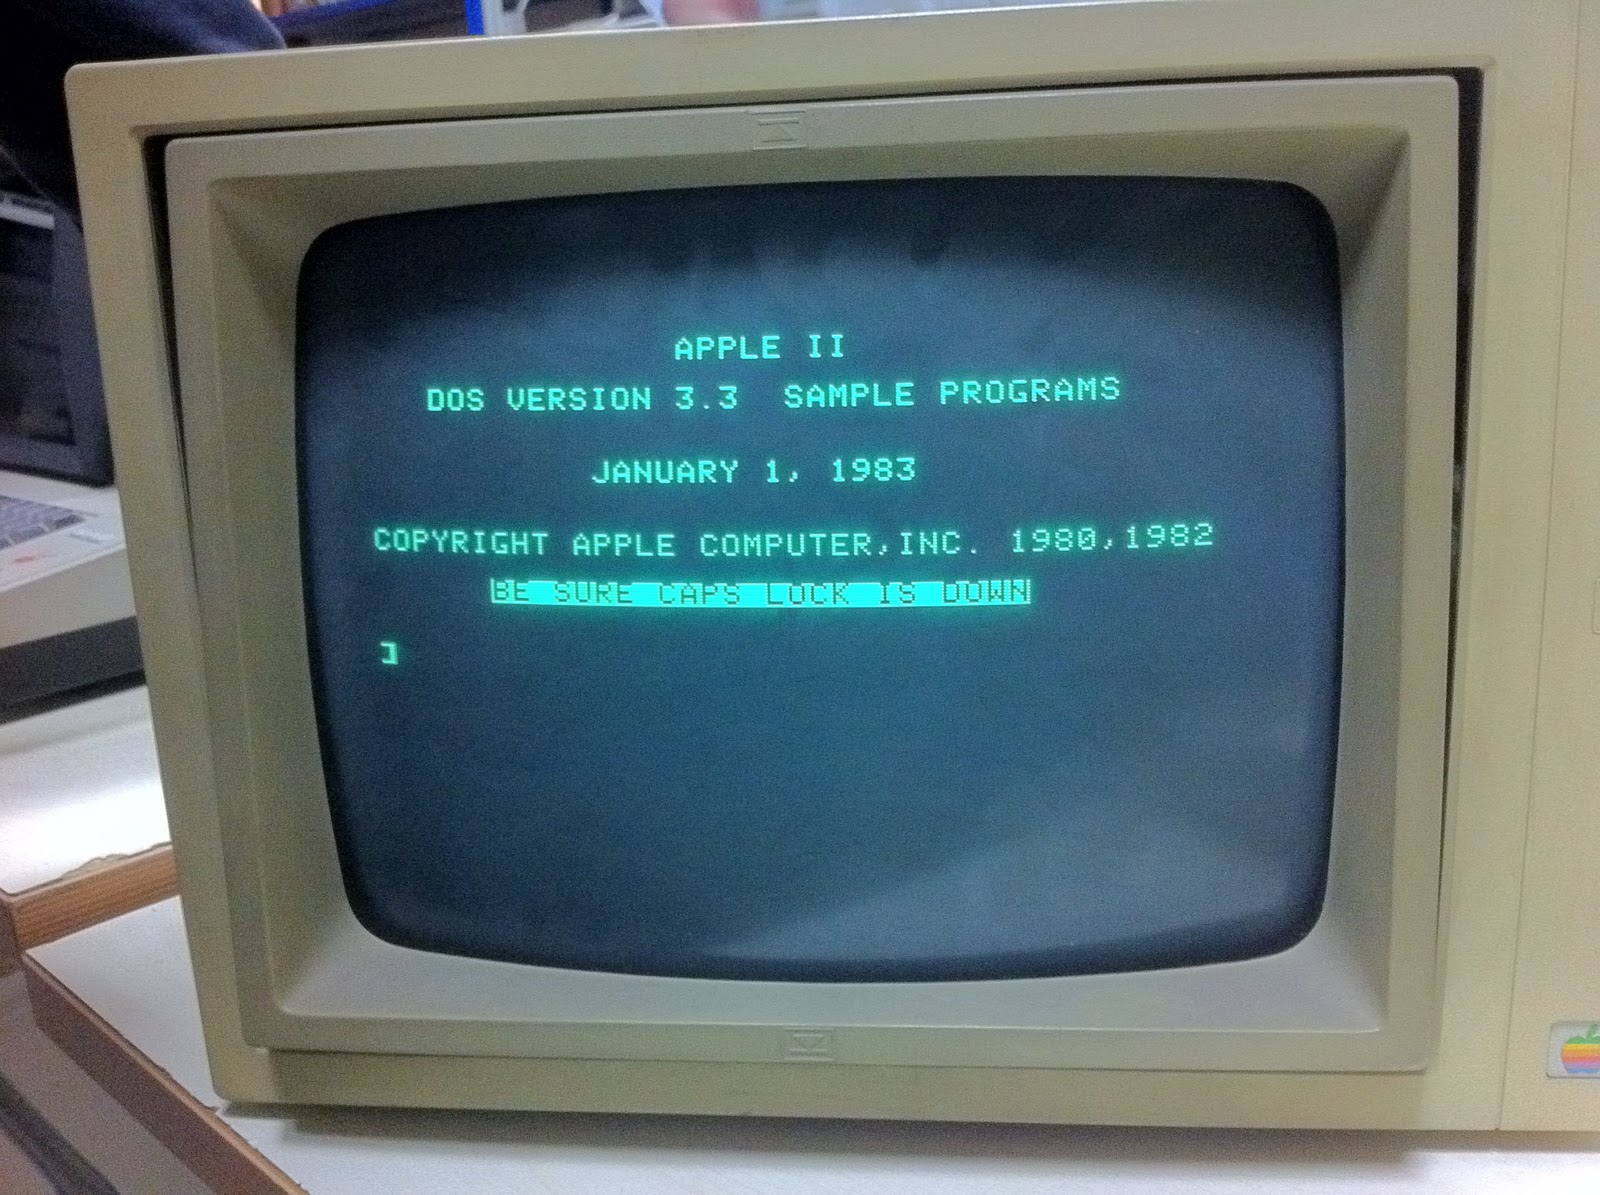 APPLE II
DOS VERSION 3.3  SAMPLE PROGRAMS
JANUARY 1, 1983
COPYRIGHT APPLE COMPUTER,INC. 1980,1982
BE SURE CAPS LOCK IS DOWN
]